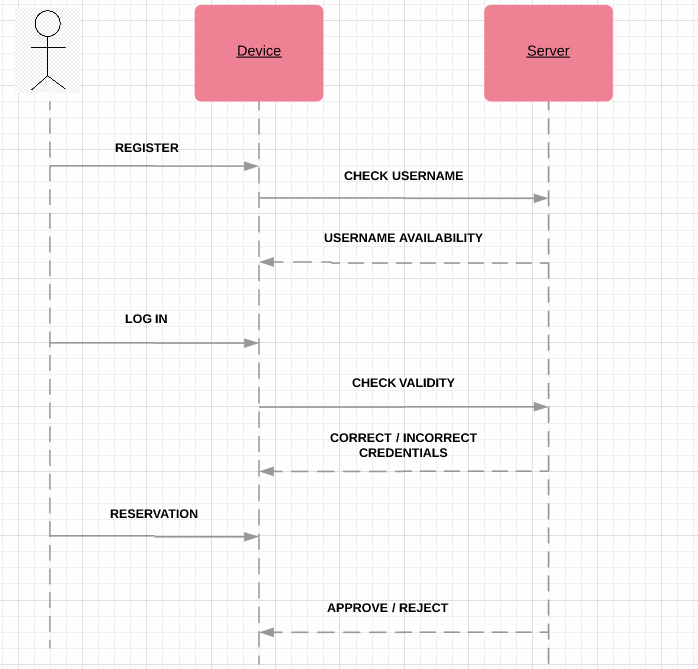 Device
Server
REGISTER
CHECK USERNAME
USERNAME AVAILABILITY
LOG IN
CHECK VALIDITY
CORRECT / INCORRECT
CREDENTIALS
RESERVATION
APPROVE / REJECT